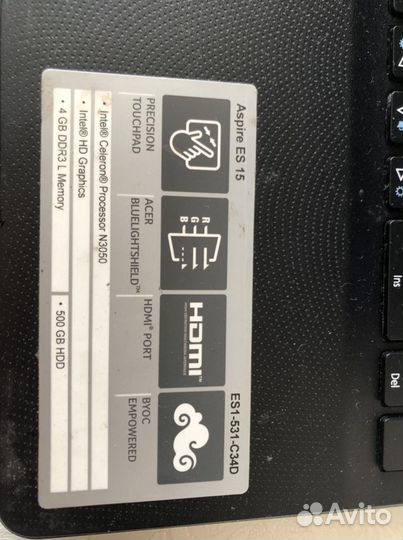 Aspire ES 15
ES1-531-C34D
PRECISION
TOUCHPAD
R
G
B
ACER
BLUELIGHTSHIELD™
HDMI™
HDMI® PORT
BYOC
EMPOWERED
• Intel® Celeron® Processor N3050
• Intel® HD Graphics
• 4 GB DDR3 L Memory
• 500 GB HDD
Ins
Del
Avito